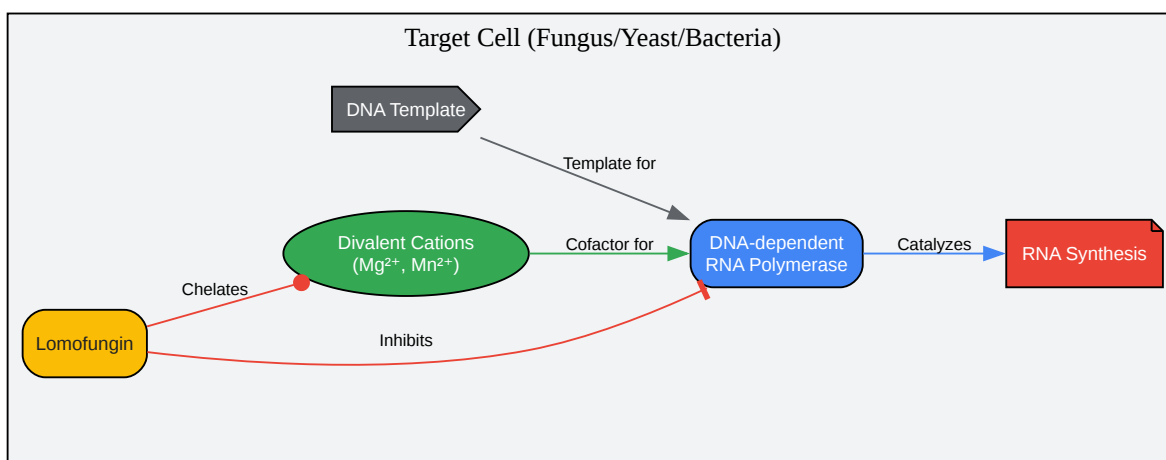 Target Cell (Fungus/Yeast/Bacteria)
DNA Template
Template for
Divalent Cations
(Mg²⁺, Mn²⁺)
Cofactor for
DNA-dependent
RNA Polymerase
Catalyzes
RNA Synthesis
Chelates
Lomofungin
Inhibits